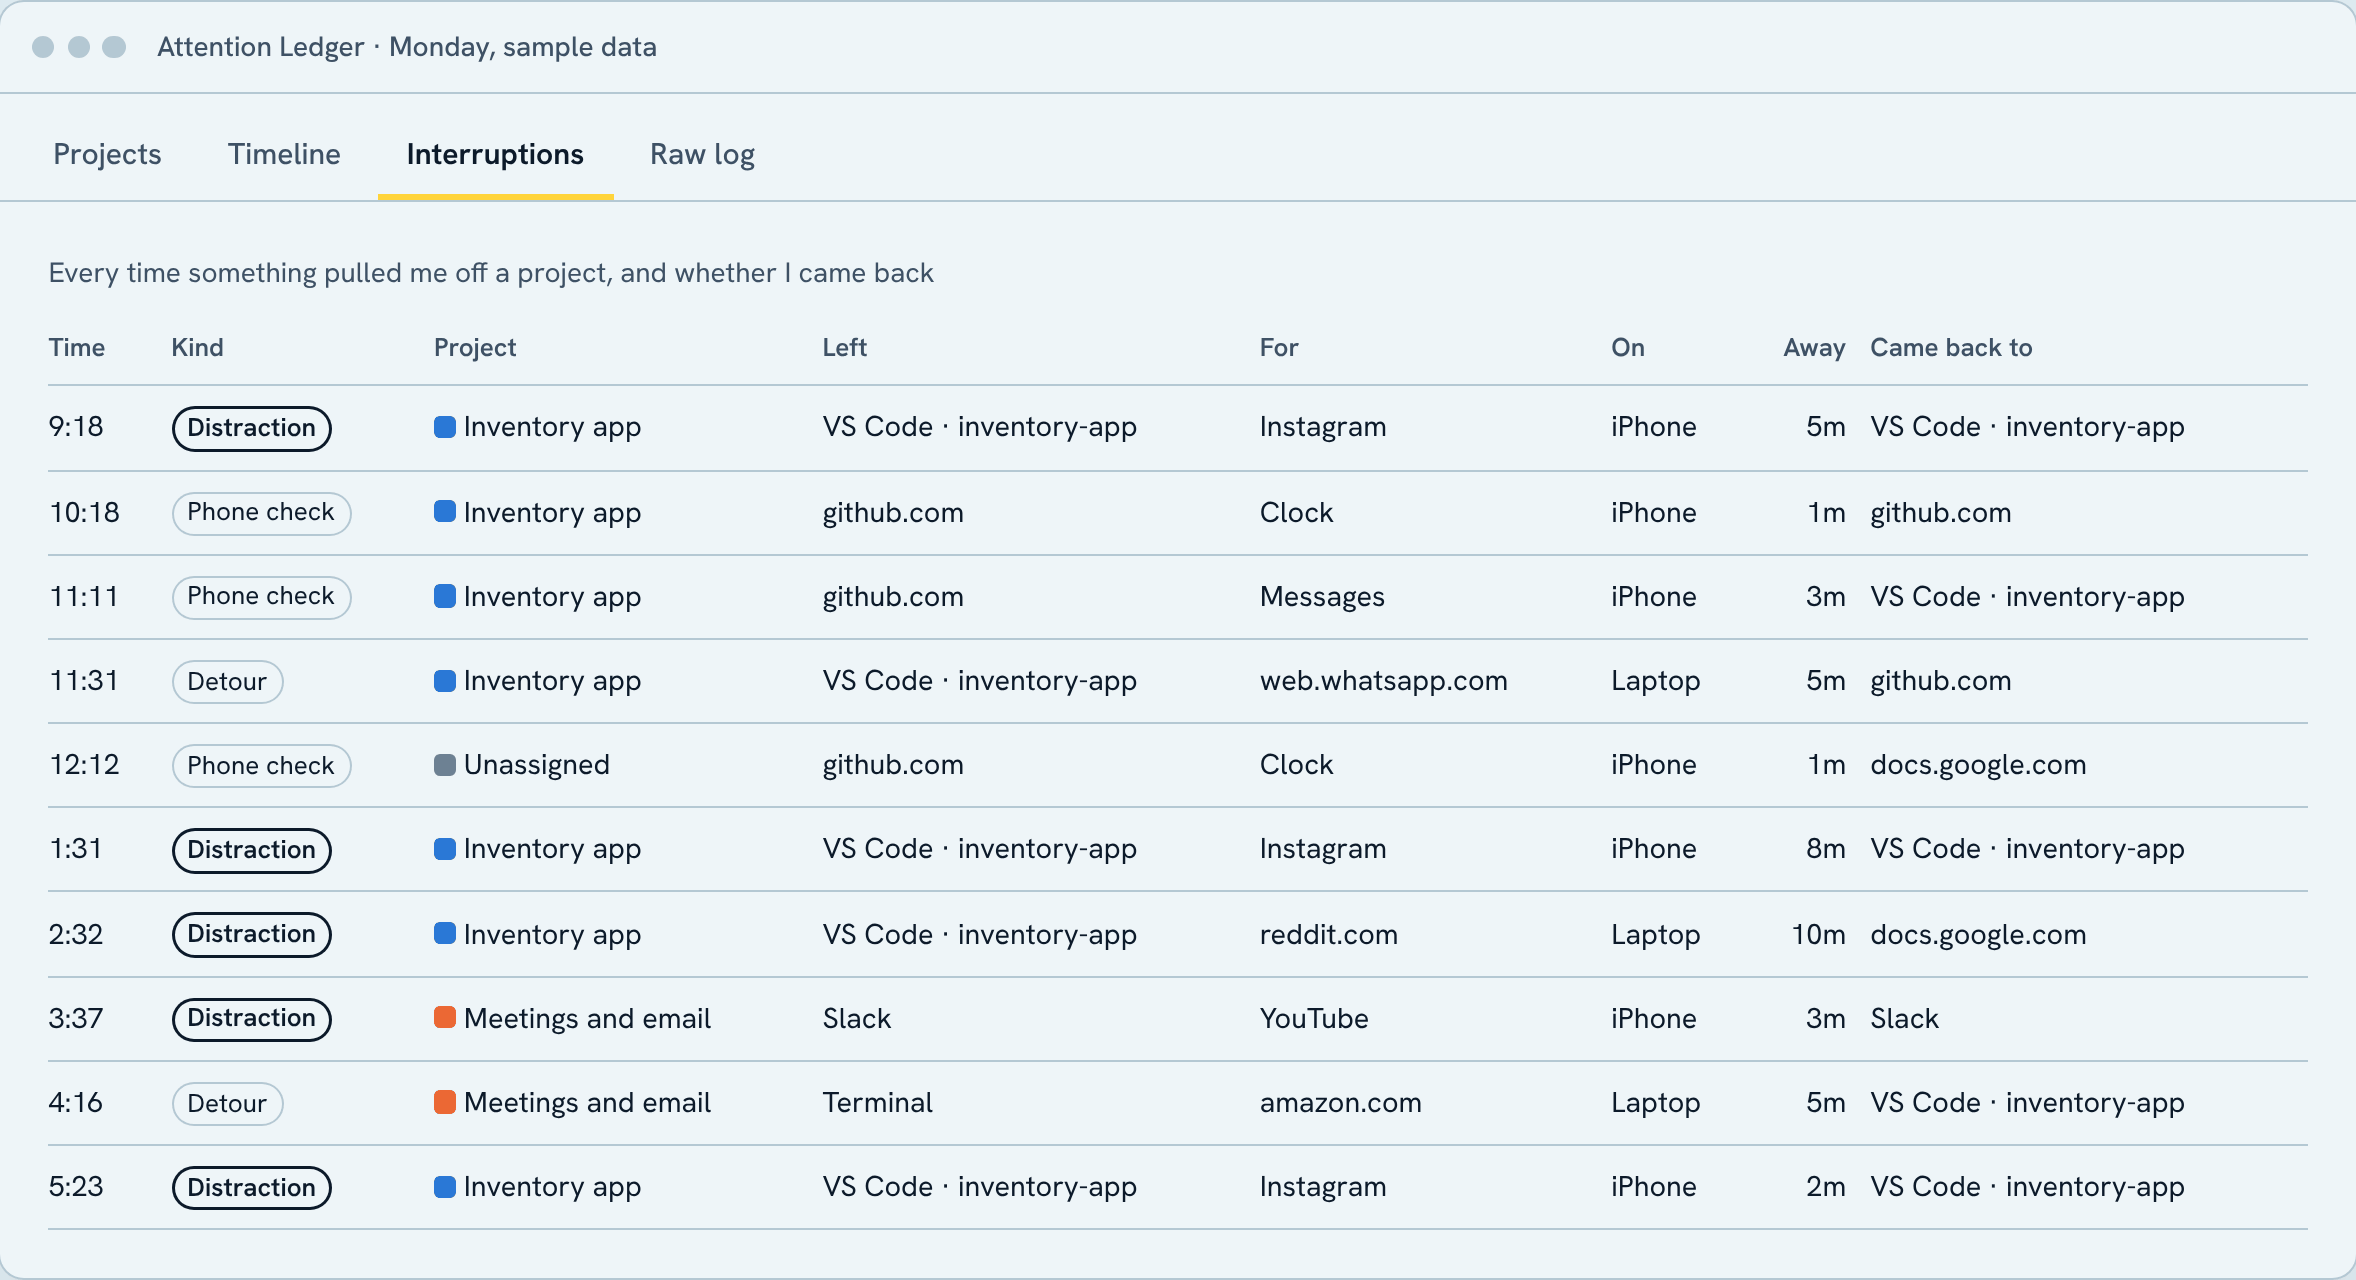 Attention Ledger · Monday, sample data
Projects Timeline Interruptions Raw log
Every time something pulled me off a project, and whether I came back
Time Kind Project Left For On Away Came back to
9:18 Distraction Inventory app VS Code · inventory-app Instagram iPhone 5m VS Code · inventory-app
10:18 Phone check Inventory app github.com Clock iPhone 1m github.com
11:11 Phone check Inventory app github.com Messages iPhone 3m VS Code · inventory-app
11:31 Detour Inventory app VS Code · inventory-app web.whatsapp.com Laptop 5m github.com
12:12 Phone check Unassigned github.com Clock iPhone 1m docs.google.com
1:31 Distraction Inventory app VS Code · inventory-app Instagram iPhone 8m VS Code · inventory-app
2:32 Distraction Inventory app VS Code · inventory-app reddit.com Laptop 10m docs.google.com
3:37 Distraction Meetings and email Slack YouTube iPhone 3m Slack
4:16 Detour Meetings and email Terminal amazon.com Laptop 5m VS Code · inventory-app
5:23 Distraction Inventory app VS Code · inventory-app Instagram iPhone 2m VS Code · inventory-app